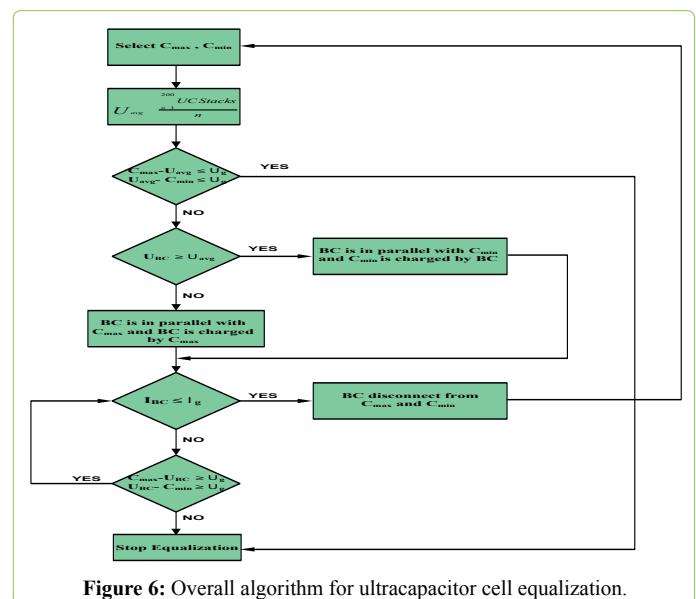 Select Cmax , Cmin
Uavg
200
n 1
UC Stacks
n
Cmax-Uavg ≤ Ug
Uavg- Cmin ≤ Ug
YES
NO
UBC ≥ Uavg
YES
BC is in parallel with Cmin
and Cmin is charged by BC
NO
BC is in parallel with
Cmax and BC is charged
by Cmax
IBC ≤ Ig
YES
BC disconnect from
Cmax and Cmin
NO
YES
Cmax-UBC ≥ Ug
UBC- Cmin ≥ Ug
NO
Stop Equalization
Figure 6: Overall algorithm for ultracapacitor cell equalization.